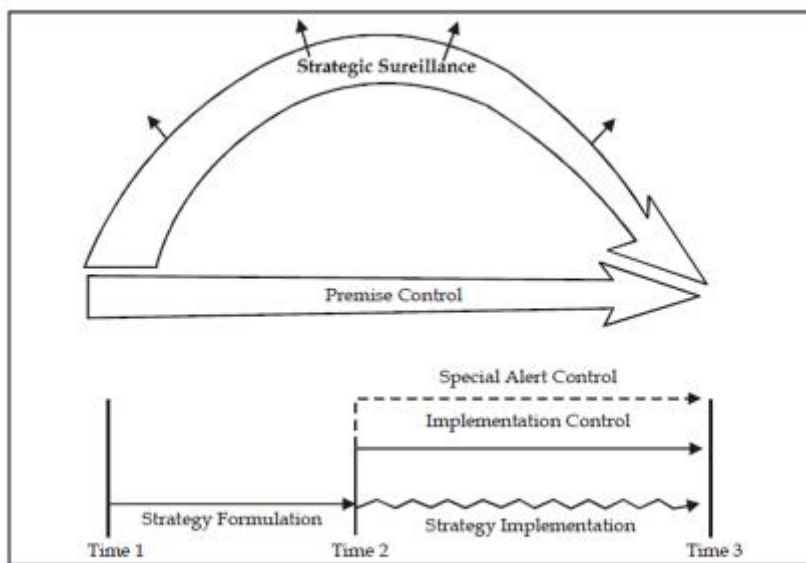 Strategic Sureillance
Premise Control
Special Alert Control
Implementation Control
Strategy Formulation
Strategy Implementation
Time 1
Time 2
Time 3